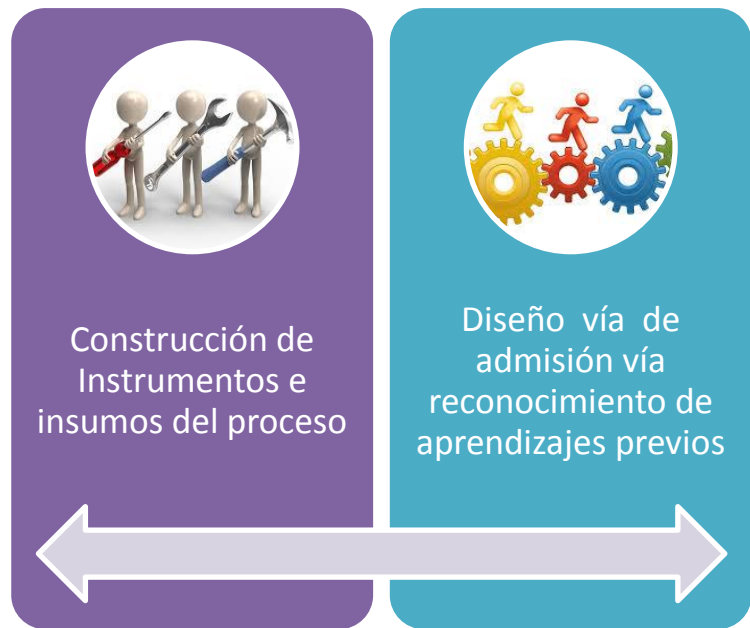 Construcción de
Instrumentos e
insumos del proceso
Diseño vía de
admisión vía
reconocimiento de
aprendizajes previos